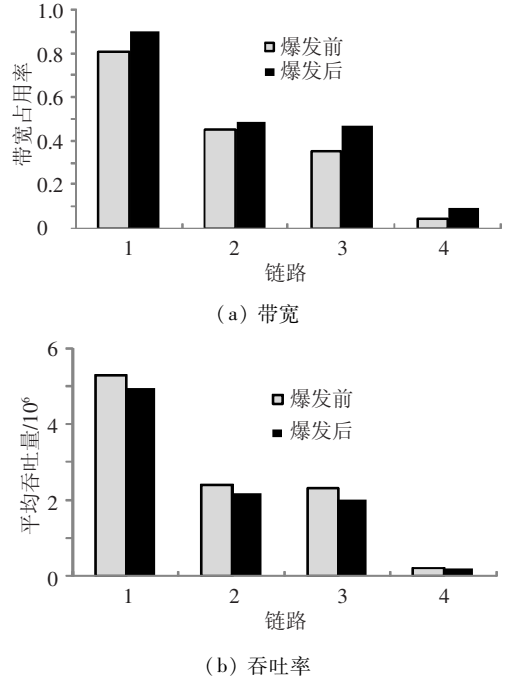 1.0
0.8
0.6
0.4
0.2
0
带宽占用率
爆发前
爆发后
1 2 3 4
链路
(a) 带宽
6
4
2
0
平均吞吐量/10⁶
爆发前
爆发后
1 2 3 4
链路
(b) 吞吐率